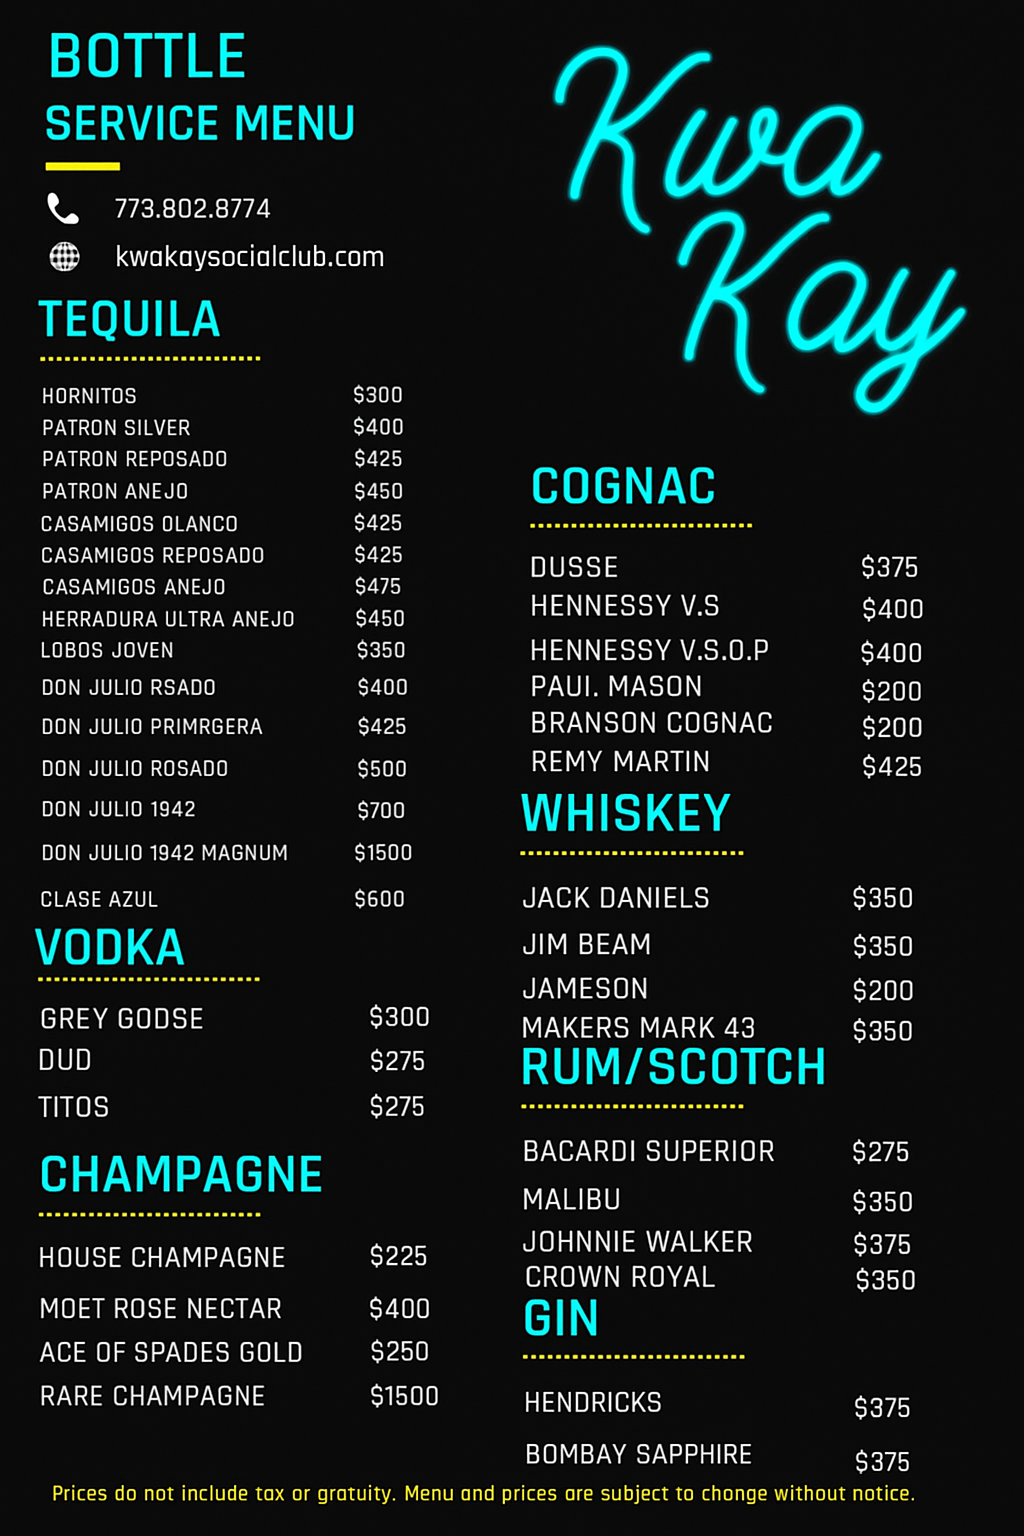 BOTTLE
SERVICE MENU
773.802.8774
kwakaysocialclub.com
Kwa
Kay
TEQUILA
HORNITOS $300
PATRON SILVER $400
PATRON REPOSADO $425
PATRON ANEJO $450
CASAMIGOS OLANCO $425
CASAMIGOS REPOSADO $425
CASAMIGOS ANEJO $475
HERRADURA ULTRA ANEJO $450
LOBOS JOVEN $350
DON JULIO RSADO $400
DON JULIO PRIMRGERA $425
DON JULIO ROSADO $500
DON JULIO 1942 $700
DON JULIO 1942 MAGNUM $1500
CLASE AZUL $600
VODKA
GREY GODSE $300
DUD $275
TITOS $275
CHAMPAGNE
HOUSE CHAMPAGNE $225
MOET ROSE NECTAR $400
ACE OF SPADES GOLD $250
RARE CHAMPAGNE $1500
COGNAC
DUSSE $375
HENNESSY V.S $400
HENNESSY V.S.O.P $400
PAUI. MASON $200
BRANSON COGNAC $200
REMY MARTIN $425
WHISKEY
JACK DANIELS $350
JIM BEAM $350
JAMESON $200
MAKERS MARK 43 $350
RUM/SCOTCH
BACARDI SUPERIOR $275
MALIBU $350
JOHNNIE WALKER $375
CROWN ROYAL $350
GIN
HENDRICKS $375
BOMBAY SAPPHIRE $375
Prices do not include tax or gratuity. Menu and prices are subject to chonge without notice.